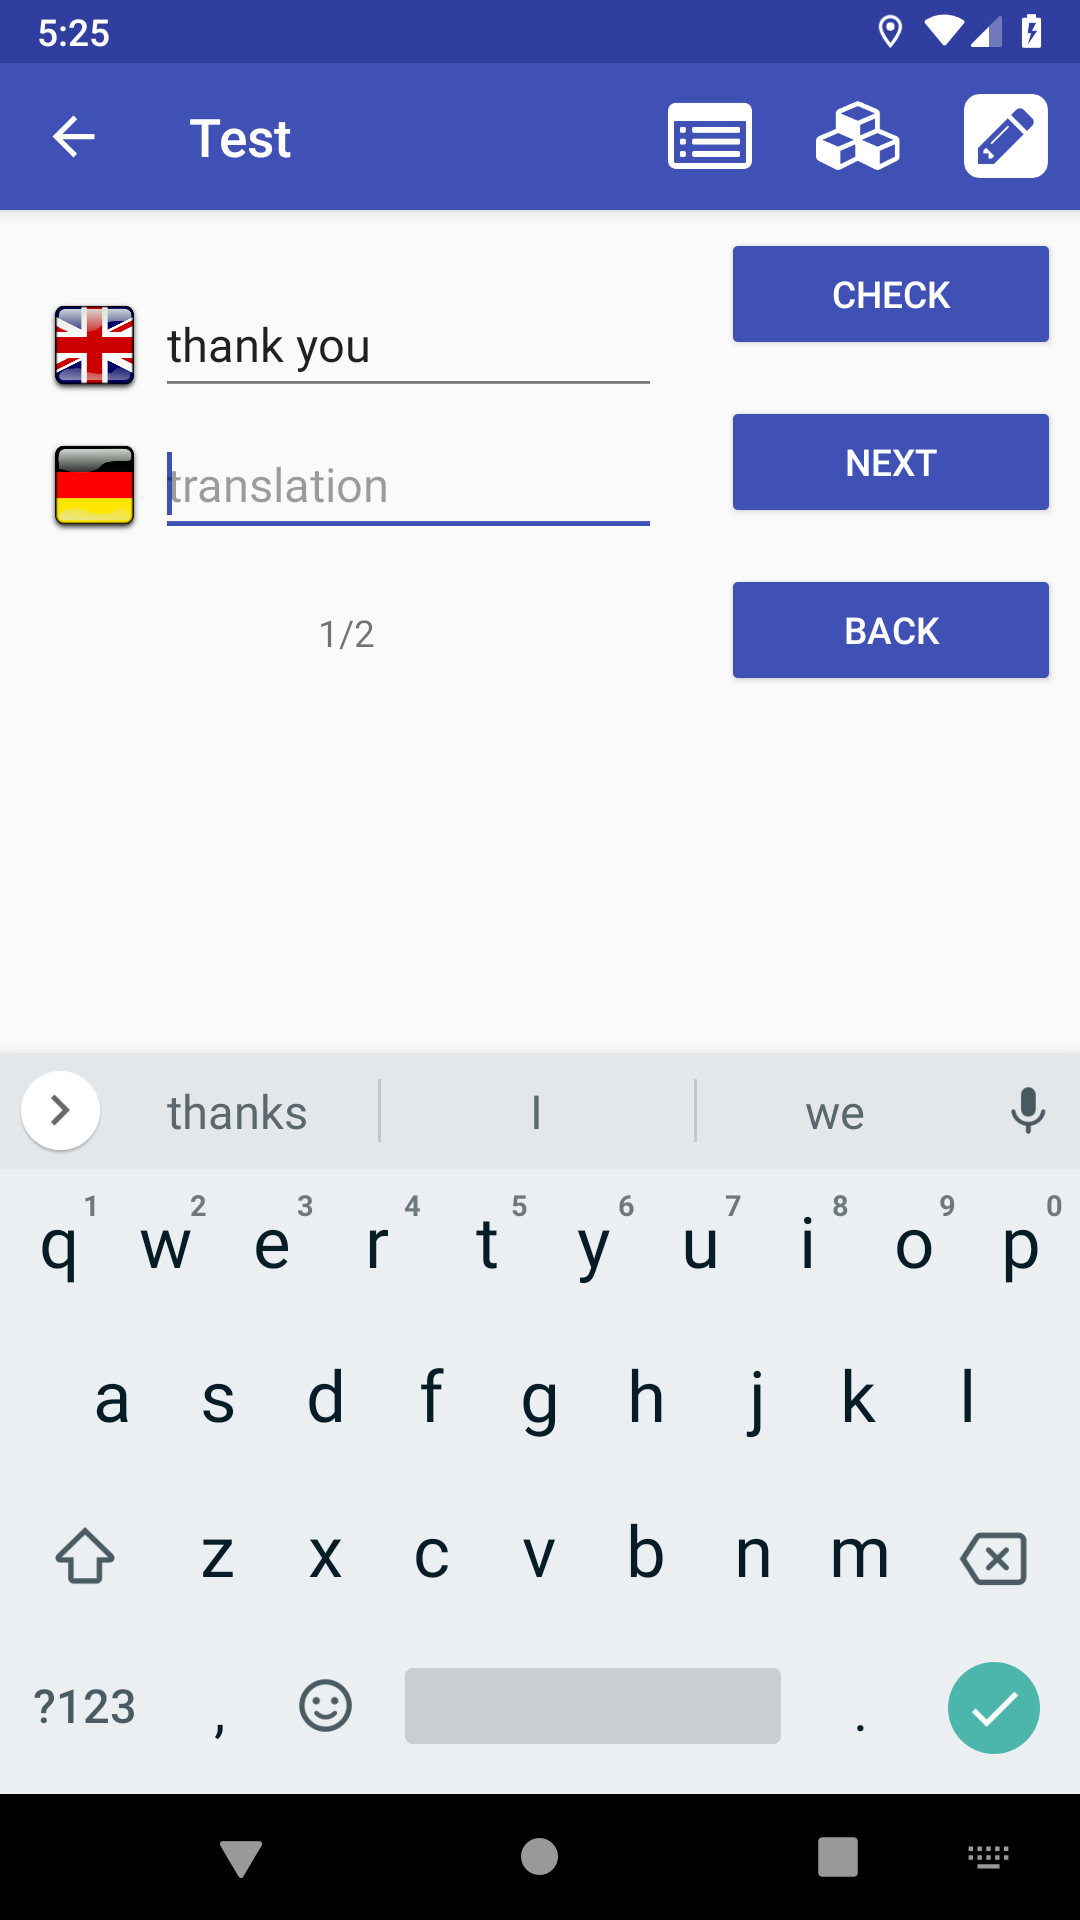 5:25
Test
CHECK
thank you
NEXT
translation
1/2
BACK
thanks
I
we
1 2 3 4 5 6 7 8 9 0
q w e r t y u i o p
a s d f g h j k l
z x c v b n m
?123 , .